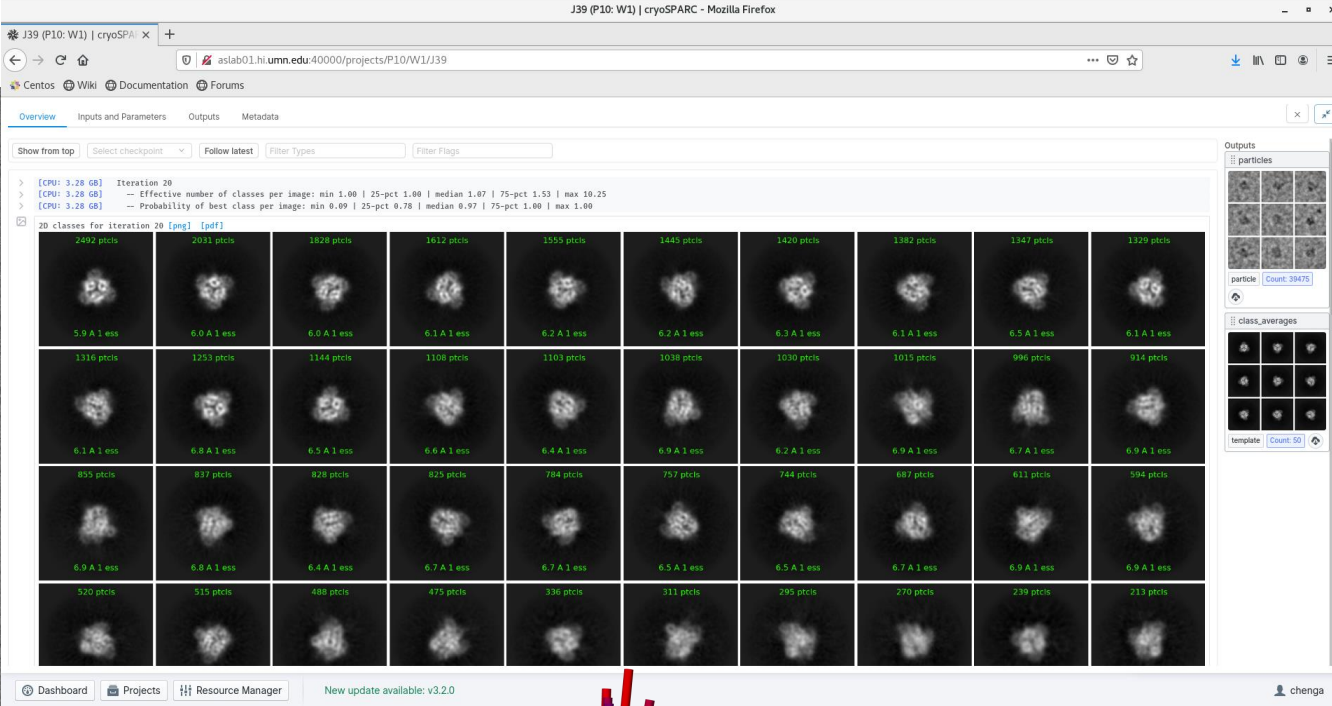 J39 (P10: W1) | cryoSPARC - Mozilla Firefox
J39 (P10: W1) | cryoSPAR
aslab01.hi.umn.edu:40000/projects/P10/W1/J39
Centos Wiki Documentation Forums
Overview Inputs and Parameters Outputs Metadata
Show from top Select checkpoint Follow latest Filter Types Filter Flags
Outputs
particles
[CPU: 3.28 GB] Iteration 20
[CPU: 3.28 GB] -- Effective number of classes per image: min 1.00 | 25-pct 1.00 | median 1.07 | 75-pct 1.53 | max 10.25
[CPU: 3.28 GB] -- Probability of best class per image: min 0.09 | 25-pct 0.78 | median 0.97 | 75-pct 1.00 | max 1.00
2D classes for iteration 20 [png] [pdf]
2492 ptcls 2031 ptcls 1828 ptcls 1612 ptcls 1555 ptcls 1445 ptcls 1420 ptcls 1382 ptcls 1347 ptcls 1329 ptcls
5.9 A 1 ess 6.0 A 1 ess 6.0 A 1 ess 6.1 A 1 ess 6.2 A 1 ess 6.2 A 1 ess 6.3 A 1 ess 6.1 A 1 ess 6.5 A 1 ess 6.1 A 1 ess
1316 ptcls 1253 ptcls 1144 ptcls 1108 ptcls 1103 ptcls 1038 ptcls 1030 ptcls 1015 ptcls 996 ptcls 914 ptcls
6.1 A 1 ess 6.8 A 1 ess 6.5 A 1 ess 6.6 A 1 ess 6.4 A 1 ess 6.9 A 1 ess 6.2 A 1 ess 6.9 A 1 ess 6.7 A 1 ess 6.9 A 1 ess
855 ptcls 837 ptcls 828 ptcls 825 ptcls 784 ptcls 757 ptcls 744 ptcls 687 ptcls 611 ptcls 594 ptcls
6.9 A 1 ess 6.8 A 1 ess 6.4 A 1 ess 6.7 A 1 ess 6.7 A 1 ess 6.5 A 1 ess 6.5 A 1 ess 6.7 A 1 ess 6.9 A 1 ess 6.9 A 1 ess
520 ptcls 515 ptcls 488 ptcls 475 ptcls 336 ptcls 311 ptcls 295 ptcls 270 ptcls 239 ptcls 213 ptcls
particle Count: 39475
class_averages
template Count: 50
Dashboard Projects Resource Manager New update available: v3.2.0 chenga